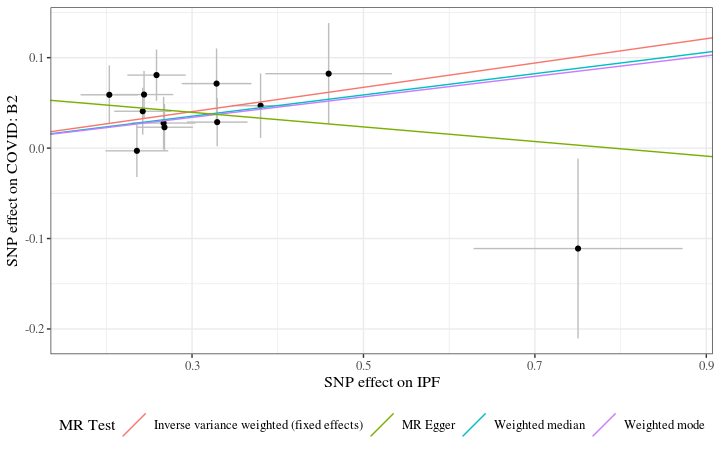 0.1
0.0
-0.1
-0.2
SNP effect on COVID: B2
0.3
0.5
0.7
0.9
SNP effect on IPF
MR Test
Inverse variance weighted (fixed effects)
MR Egger
Weighted median
Weighted mode